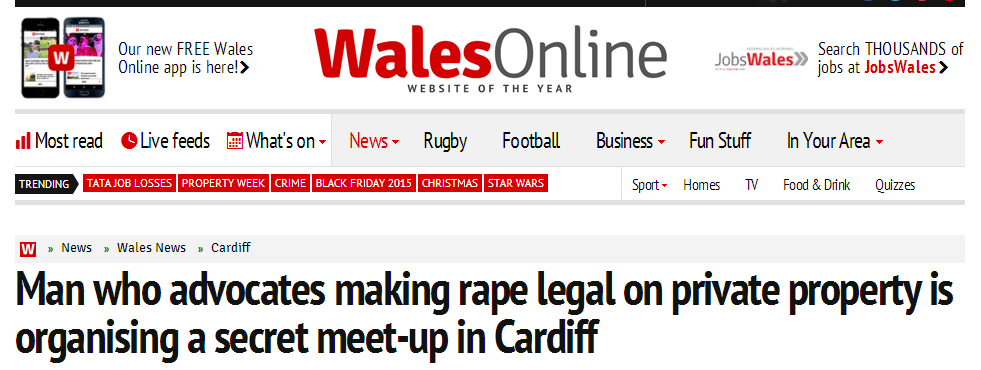 Our new FREE Wales
Online app is here!
WalesOnline
WEBSITE OF THE YEAR
JobsWales
Search THOUSANDS of
jobs at JobsWales
Most read Live feeds What's on News Rugby Football Business Fun Stuff In Your Area
TRENDING TATA JOB LOSSES PROPERTY WEEK CRIME BLACK FRIDAY 2015 CHRISTMAS STAR WARS Sport Homes TV Food & Drink Quizzes
W » News » Wales News » Cardiff
Man who advocates making rape legal on private property is
organising a secret meet-up in Cardiff